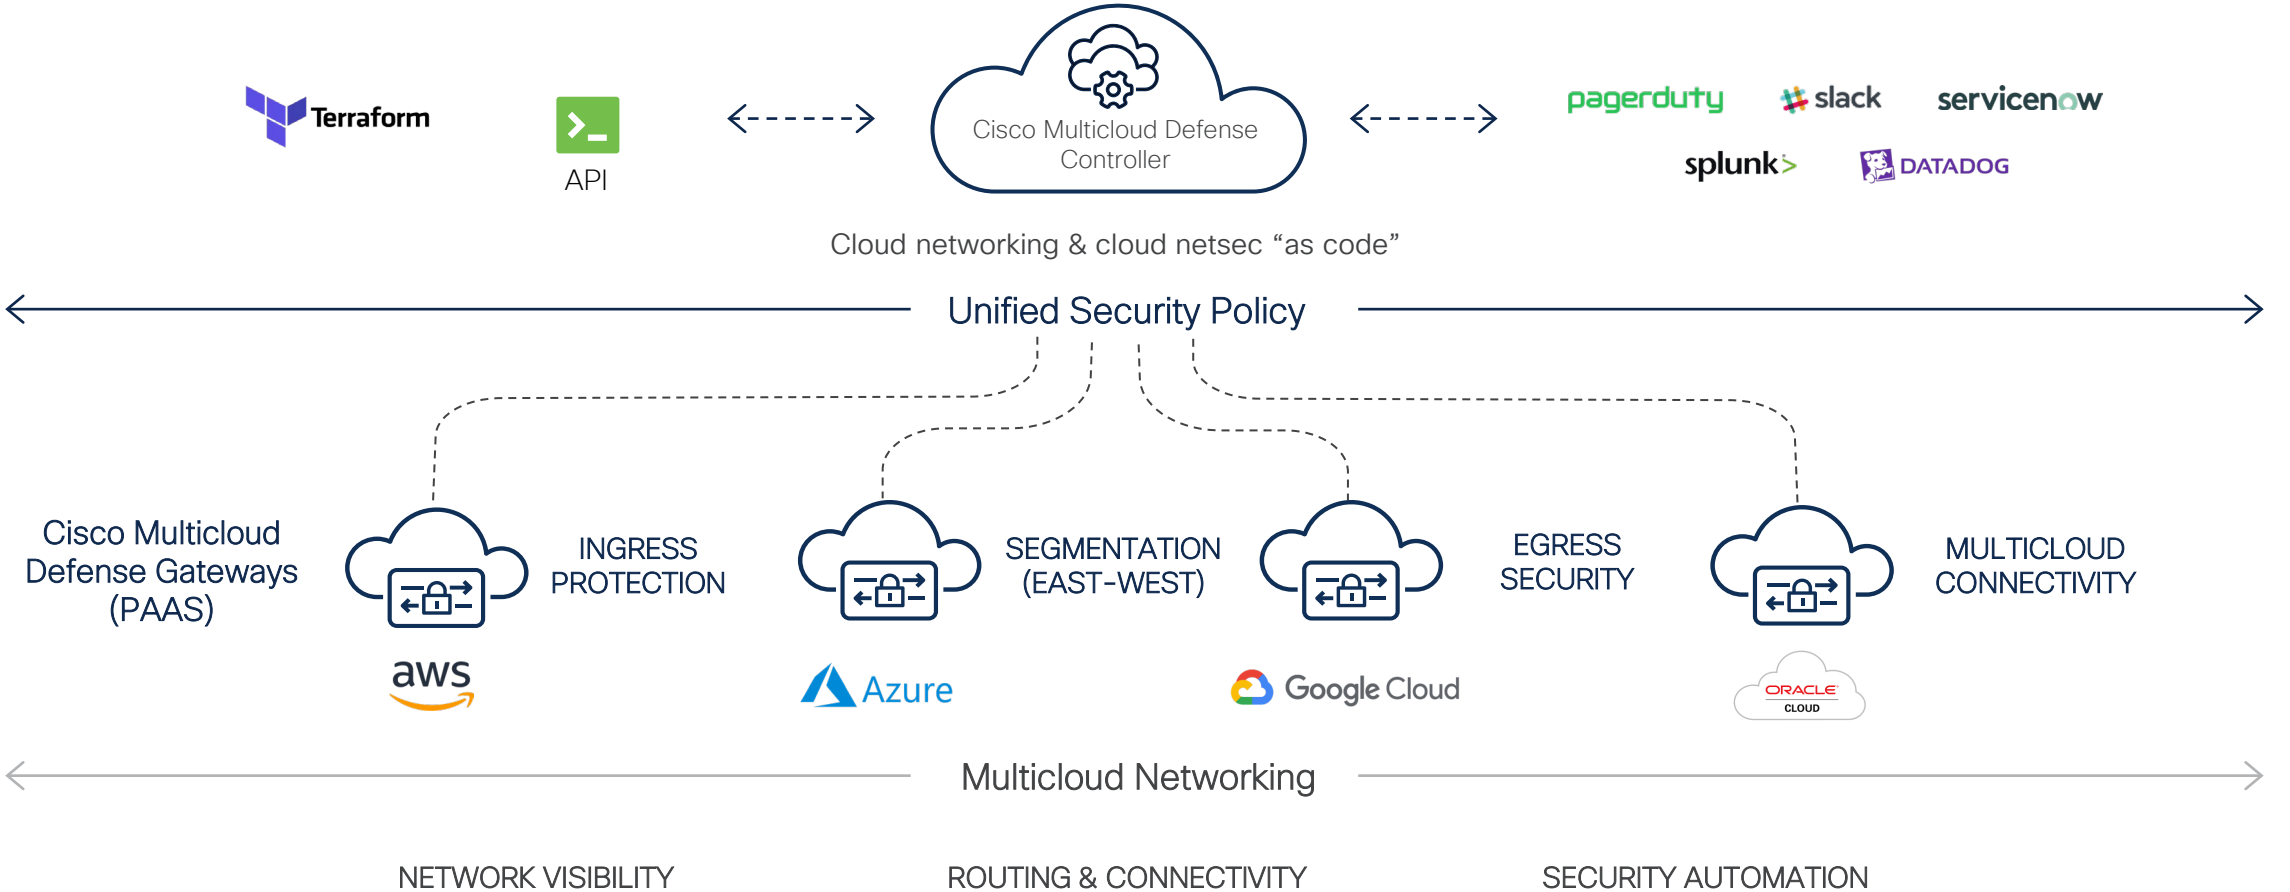 Terraform
API
Cisco Multicloud Defense
Controller
pagerduty
slack
servicenow
splunk>
DATADOG
Cloud networking & cloud netsec “as code”
Unified Security Policy
Cisco Multicloud
Defense Gateways
(PAAS)
INGRESS
PROTECTION
SEGMENTATION
(EAST-WEST)
EGRESS
SECURITY
MULTICLOUD
CONNECTIVITY
aws
Azure
Google Cloud
ORACLE
CLOUD
Multicloud Networking
NETWORK VISIBILITY
ROUTING & CONNECTIVITY
SECURITY AUTOMATION